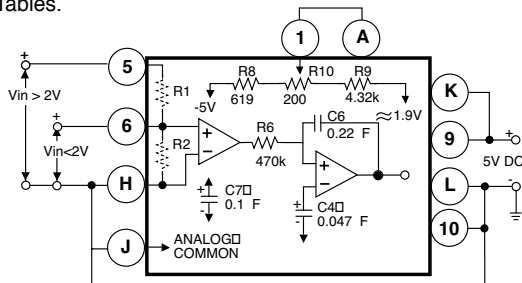 Tables.
1 A
5 R1 R8 R10 R9 K
+ Vin > 2V -5V 619 200 4.32k
≈1.9V
6 + R6 C6 0.22 F 9 +
+ Vin<2V R2 - 470k 5V DC
H + C7□ 0.1 F - + - L -
+ C4□ 0.047 F -
J ANALOG□ COMMON 10